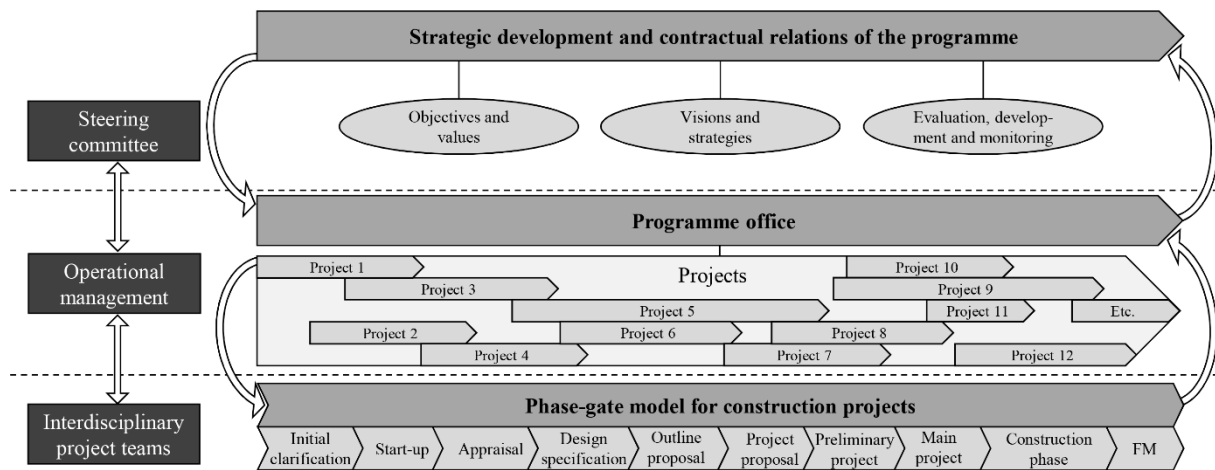 Strategic development and contractual relations of the programme
Steering
committee
Objectives and
values
Visions and
strategies
Evaluation, develop-
ment and monitoring
Programme office
Operational
management
Projects
Project 1
Project 10
Project 3
Project 9
Project 5
Project 11
Etc.
Project 2
Project 6
Project 8
Project 4
Project 7
Project 12
Interdisciplinary
project teams
Phase-gate model for construction projects
Initial
clarification
Start-up
Appraisal
Design
specification
Outline
proposal
Project
proposal
Preliminary
project
Main
project
Construction
phase
FM